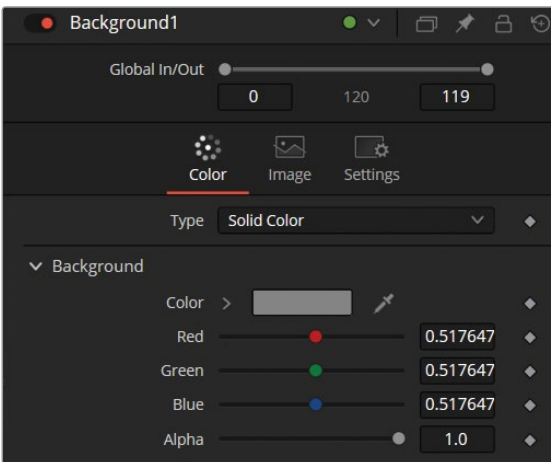 Background1
Global In/Out
0 120 119
Color Image Settings
Type Solid Color
Background
Color
Red 0.517647
Green 0.517647
Blue 0.517647
Alpha 1.0